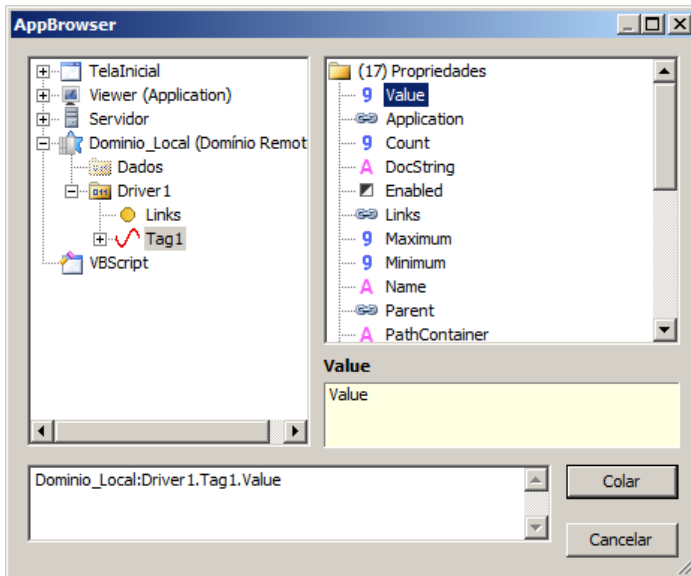 AppBrowser
TelaInicial
Viewer (Application)
Servidor
Dominio_Local (Domínio Remot
Dados
Driver1
Links
Tag1
VBScript
(17) Propriedades
Value
Application
Count
DocString
Enabled
Links
Maximum
Minimum
Name
Parent
PathContainer
Value
Value
Dominio_Local:Driver1.Tag1.Value
Colar
Cancelar